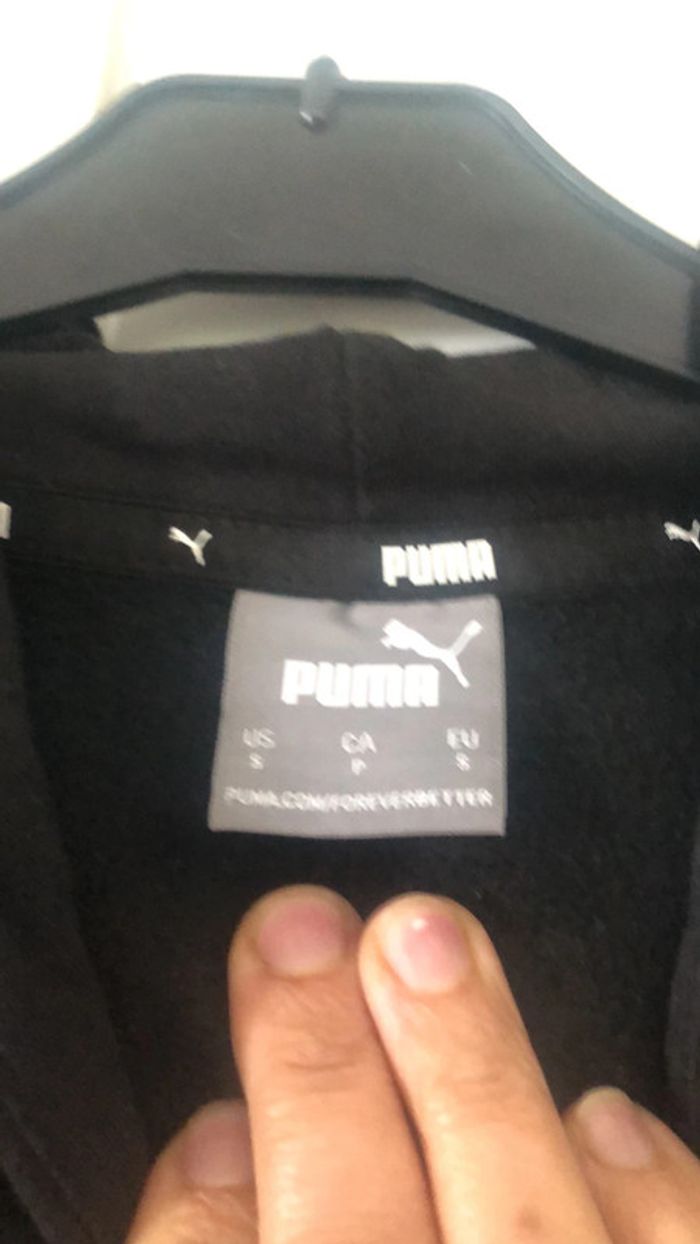 PUMA
PUMA
US CA EU
S P S
PUMA.COM/FOREVERBETTER